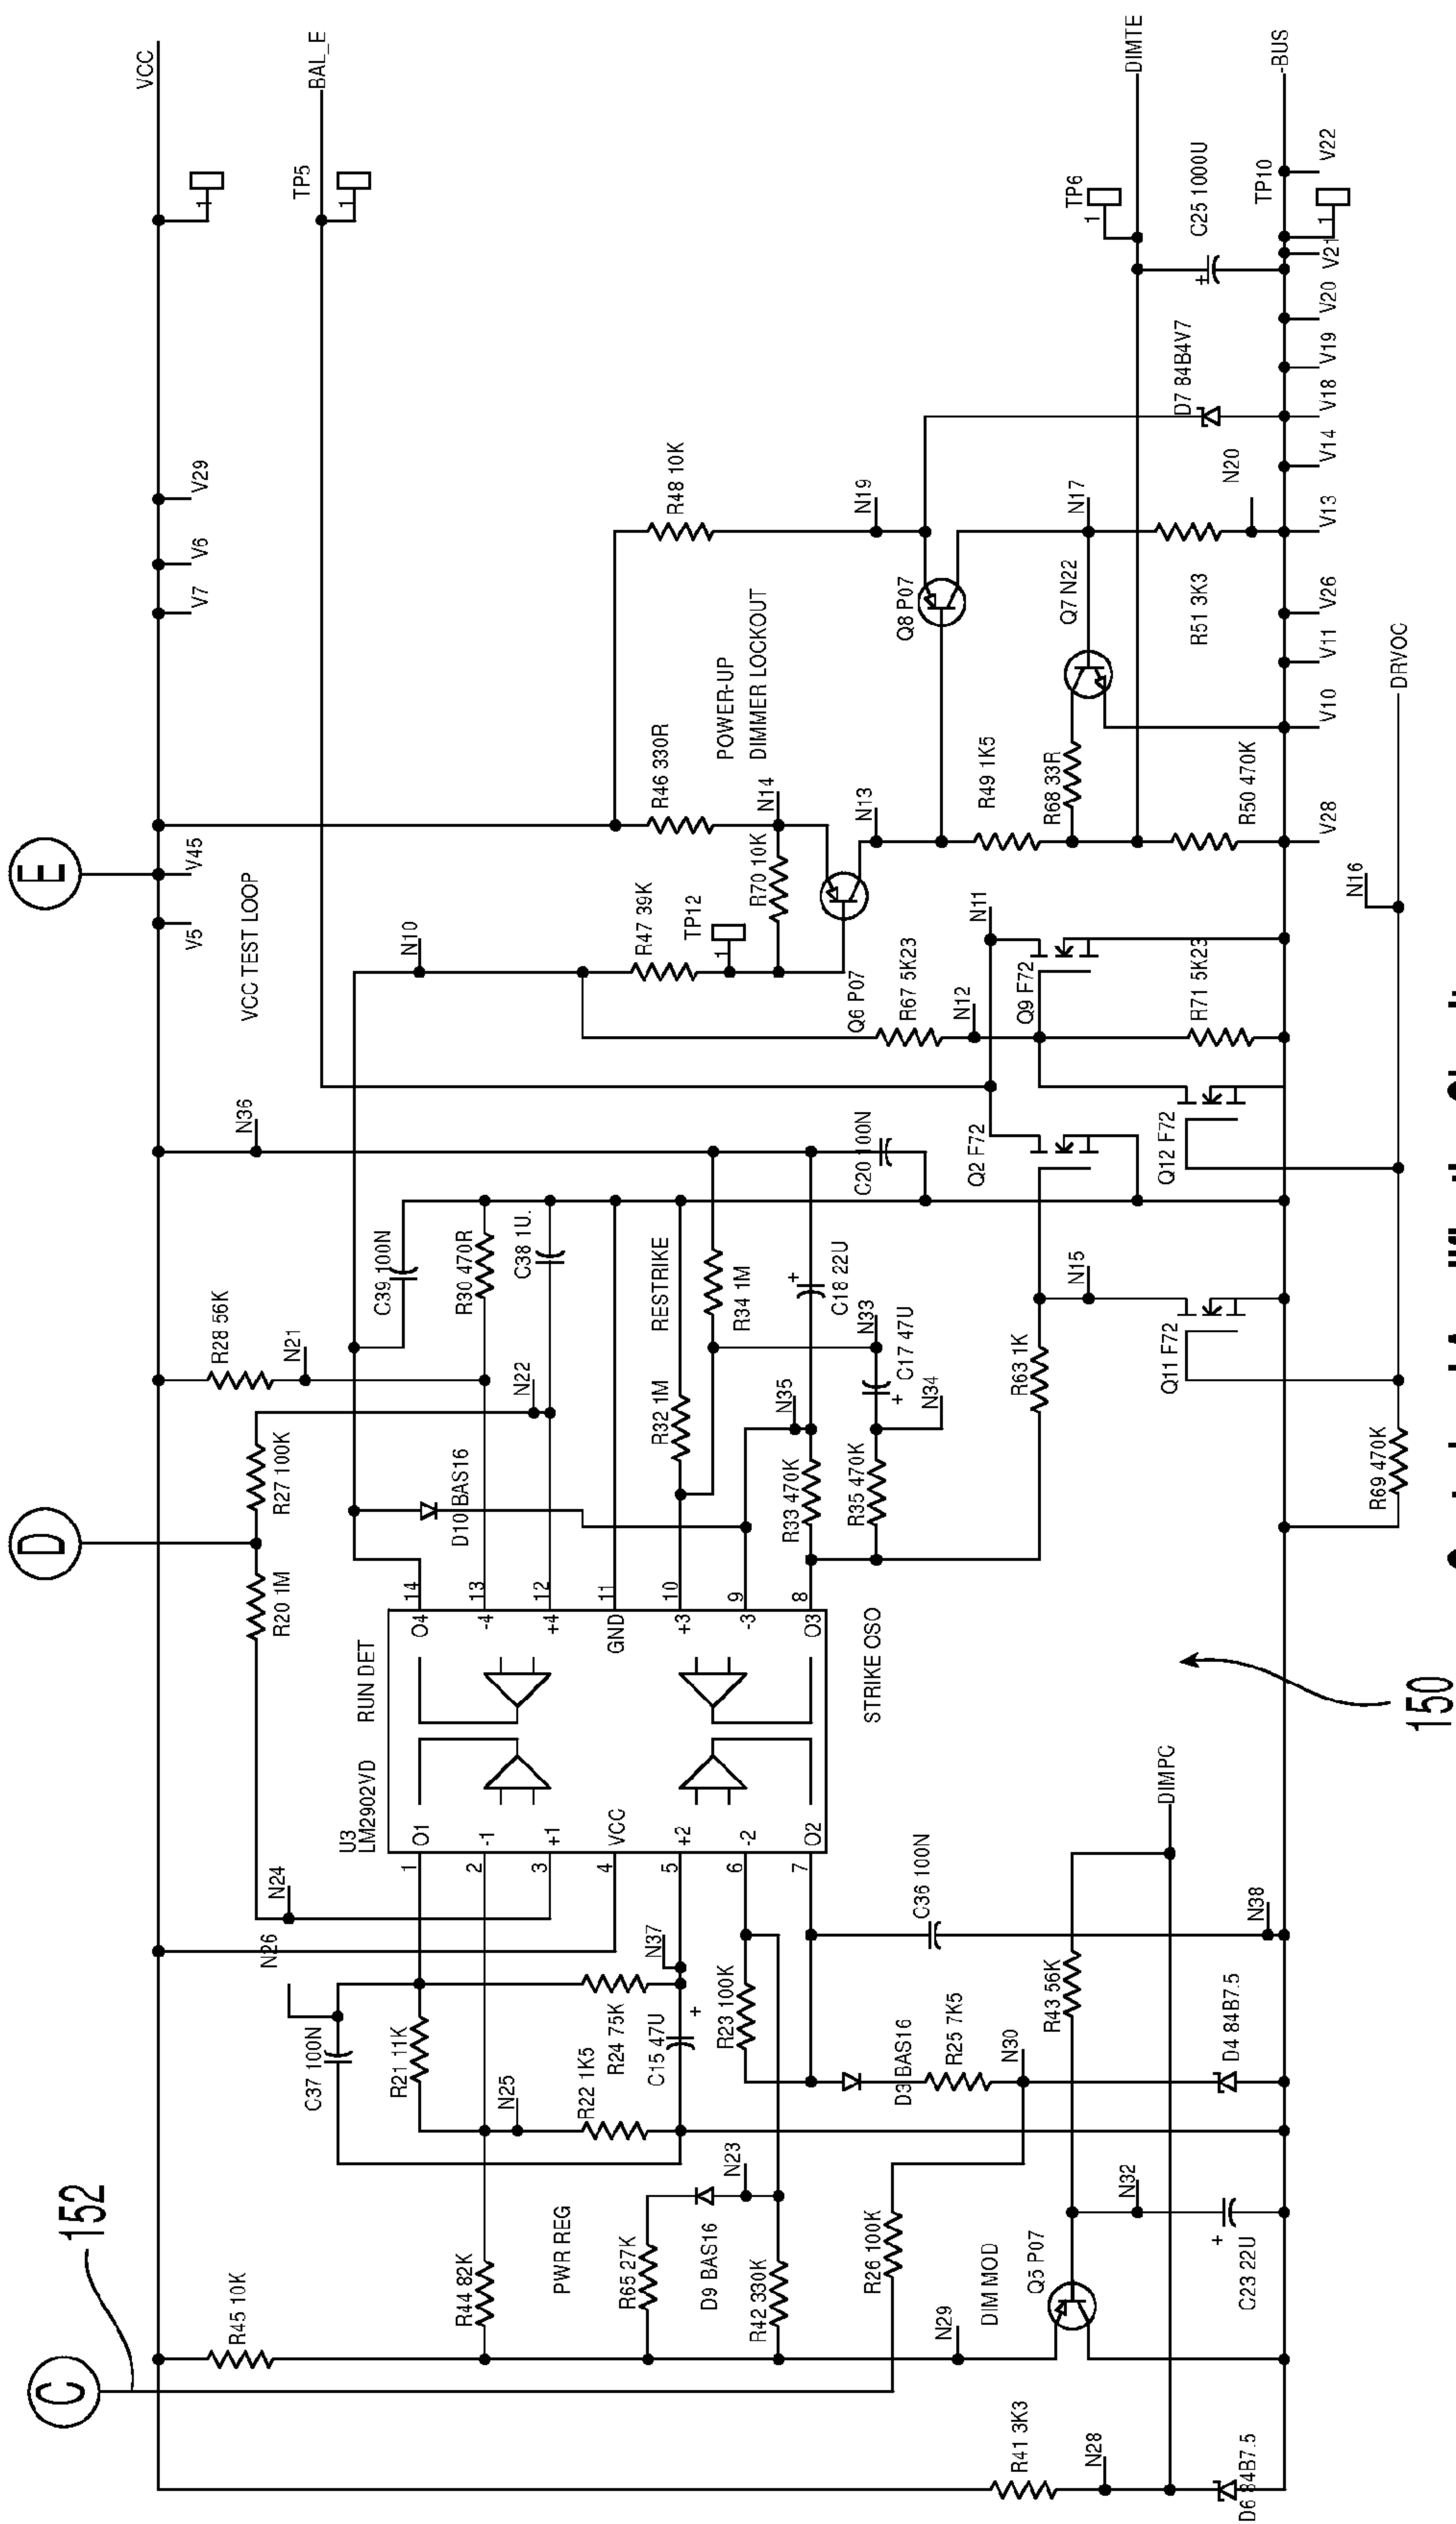 E
D
C
152
VCC
BAL_E
DIMTE
-BUS
DRVOC
DIMPC
V5
V45
V7
V6
V29
1
VCC TEST LOOP
TP5
1
N36
N10
R28 56K
N21
C39 100N
R30 470R
C38 1U.
N22
R27 100K
R20 1M
D10 BAS16
RESTRIKE
R32 1M
R34 1M
C20 100N
C18 22U
N35
N33
C17 47U
N34
R33 470K
R35 470K
R47 39K
TP12
1
R70 10K
R46 330R
N14
POWER-UP
DIMMER LOCKOUT
R48 10K
Q6 P07
N13
Q8 P07
N19
R67 5K23
N12
N11
R49 1K5
R68 33R
Q7 N22
N17
D7 84B4V7
TP6
1
C25 1000U
TP10
1
Q2 F72
Q9 F72
R71 5K23
R50 470K
R51 3K3
N20
V28
V10
V11
V26
V13
V14
V18
V19
V20
V21
V22
Q12 F72
Q11 F72
N15
N16
R63 1K
R69 470K
U3
LM2902VD
RUN DET
STRIKE OSO
O1
-1
+1
VCC
+2
-2
O2
O4
-4
+4
GND
+3
-3
O3
1
2
3
4
5
6
7
14
13
12
11
10
9
8
N24
N26
C37 100N
R21 11K
N25
R22 1K5
R24 75K
C15 47U
+
N37
R23 100K
C36 100N
N38
D3 BAS16
R25 7K5
N30
D4 84B7.5
R43 56K
R45 10K
R44 82K
PWR REG
R65 27K
D9 BAS16
N23
R42 330K
R26 100K
N29
DIM MOD
Q5 P07
N32
+
C23 22U
R41 3K3
N28
D6 84B7.5
150